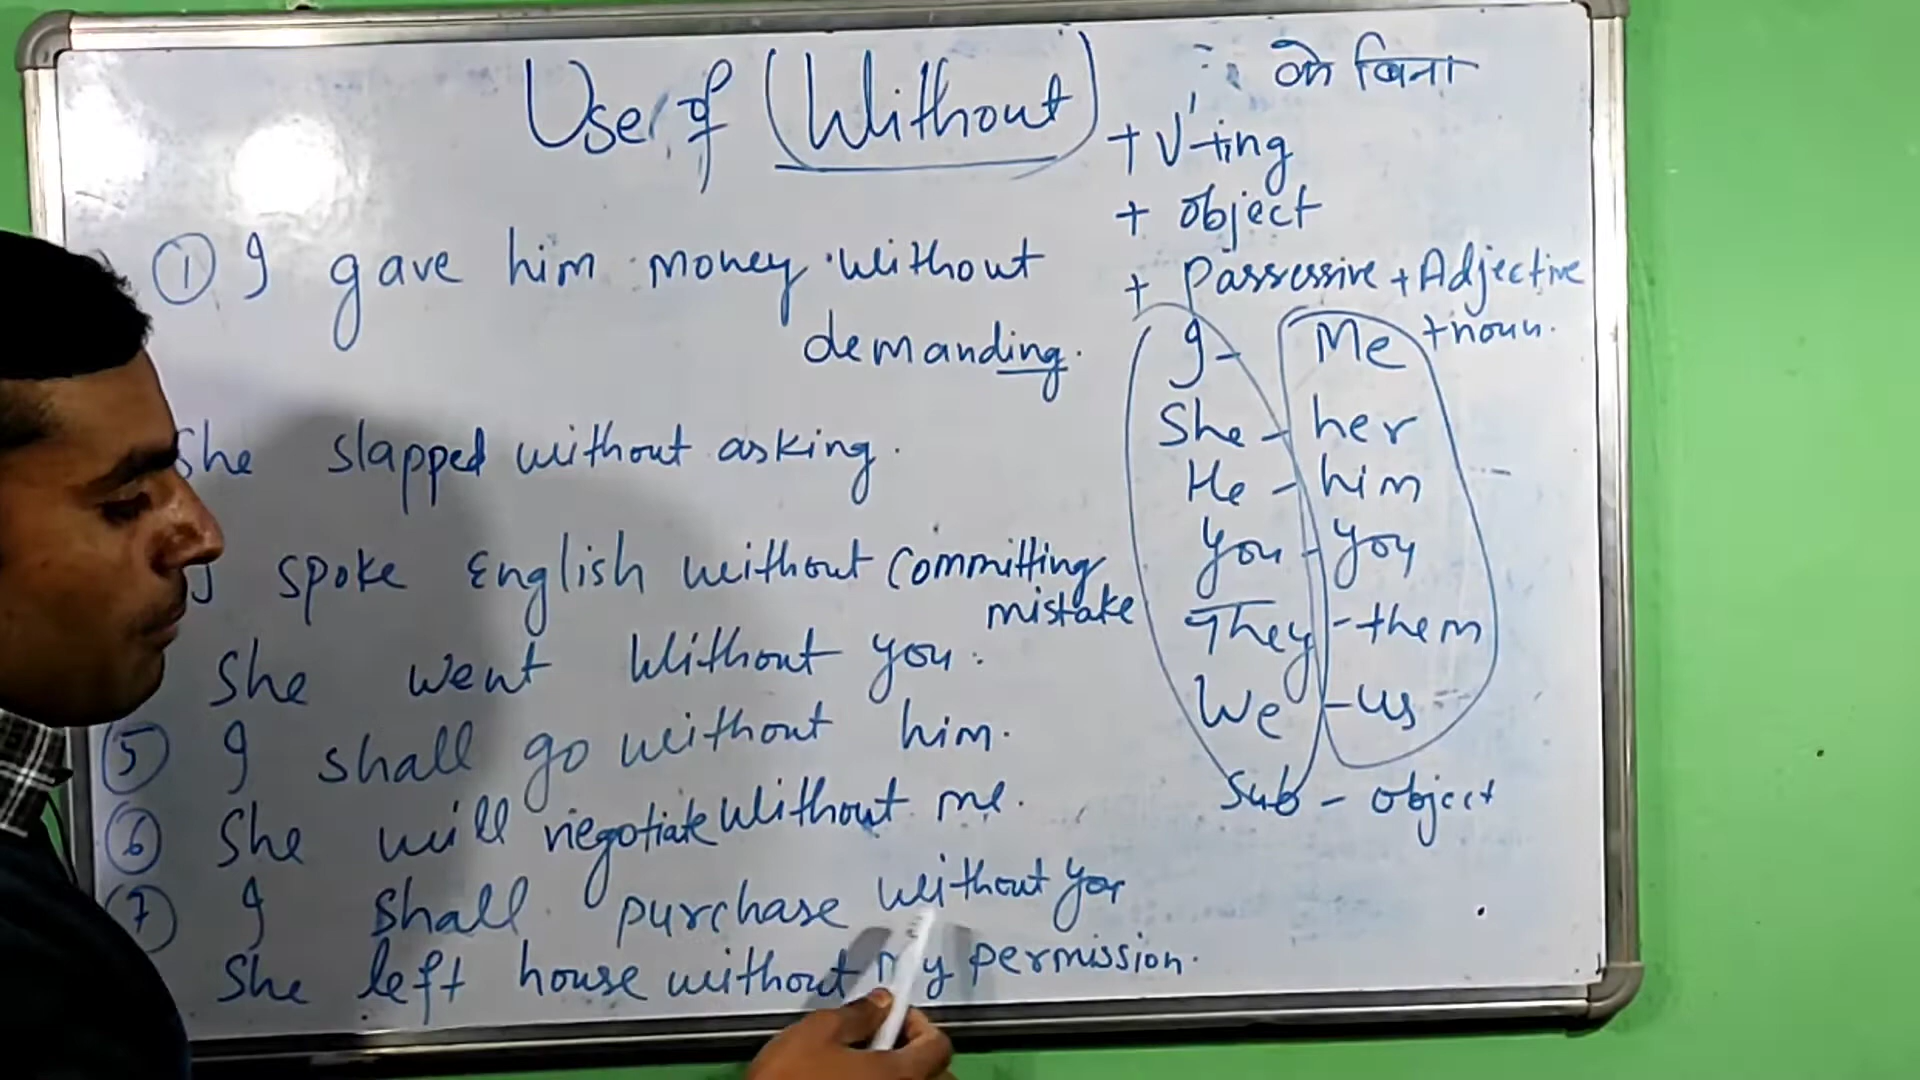 Use of (Without)
के बिना
+ V+ing
+ object
+ Passessive + Adjective
+noun.
① I gave him money without
demanding.
She slapped without asking.
I spoke English without Committing
mistake
She went Without you.
⑤ I shall go without him.
⑥ She will negotiate Without me.
⑦ I shall purchase without you
She left house without my permission.
I - Me
She - her
He - him
you - you
They - them
We - us
Sub - object